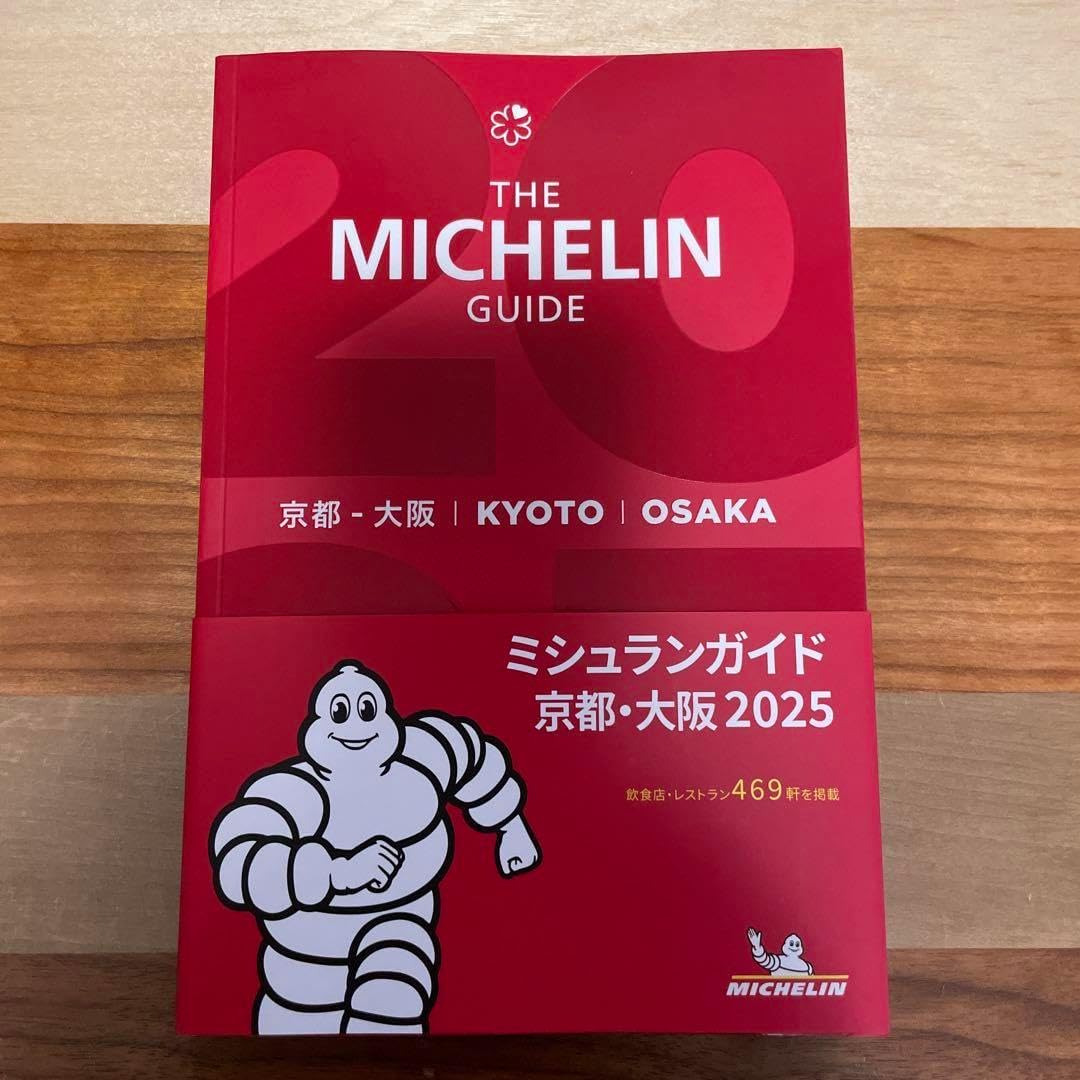 THE
MICHELIN
GUIDE
京都 - 大阪 | KYOTO | OSAKA
ミシュランガイド
京都・大阪 2025
飲食店・レストラン469軒を掲載
MICHELIN